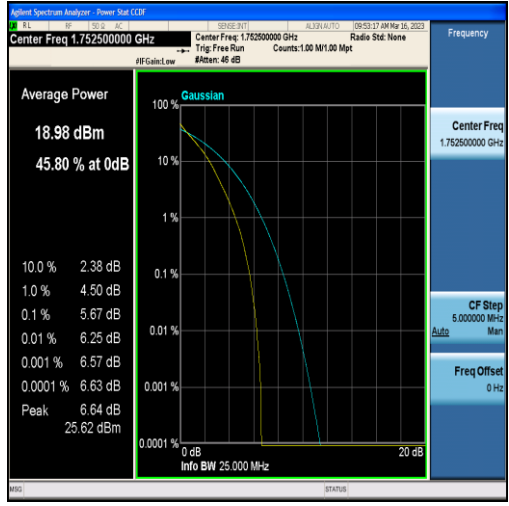 Agilent Spectrum Analyzer - Power Stat CCDF
RL RF 50 Ω AC SENSE:INT ALIGN AUTO 09:53:17 AM Mar 16, 2023
Center Freq 1.752500000 GHz
Center Freq: 1.752500000 GHz Radio Std: None
Trig: Free Run Counts:1.00 M/1.00 Mpt
#IFGain:Low #Atten: 46 dB
Frequency
Average Power
18.98 dBm
45.80 % at 0dB
10.0 % 2.38 dB
1.0 % 4.50 dB
0.1 % 5.67 dB
0.01 % 6.25 dB
0.001 % 6.57 dB
0.0001 % 6.63 dB
Peak 6.64 dB
25.62 dBm
Gaussian
100 %
10 %
1 %
0.1 %
0.01 %
0.001 %
0.0001 %
0 dB 20 dB
Info BW 25.000 MHz
Center Freq
1.752500000 GHz
CF Step
5.000000 MHz
Auto Man
Freq Offset
0 Hz
MSG STATUS